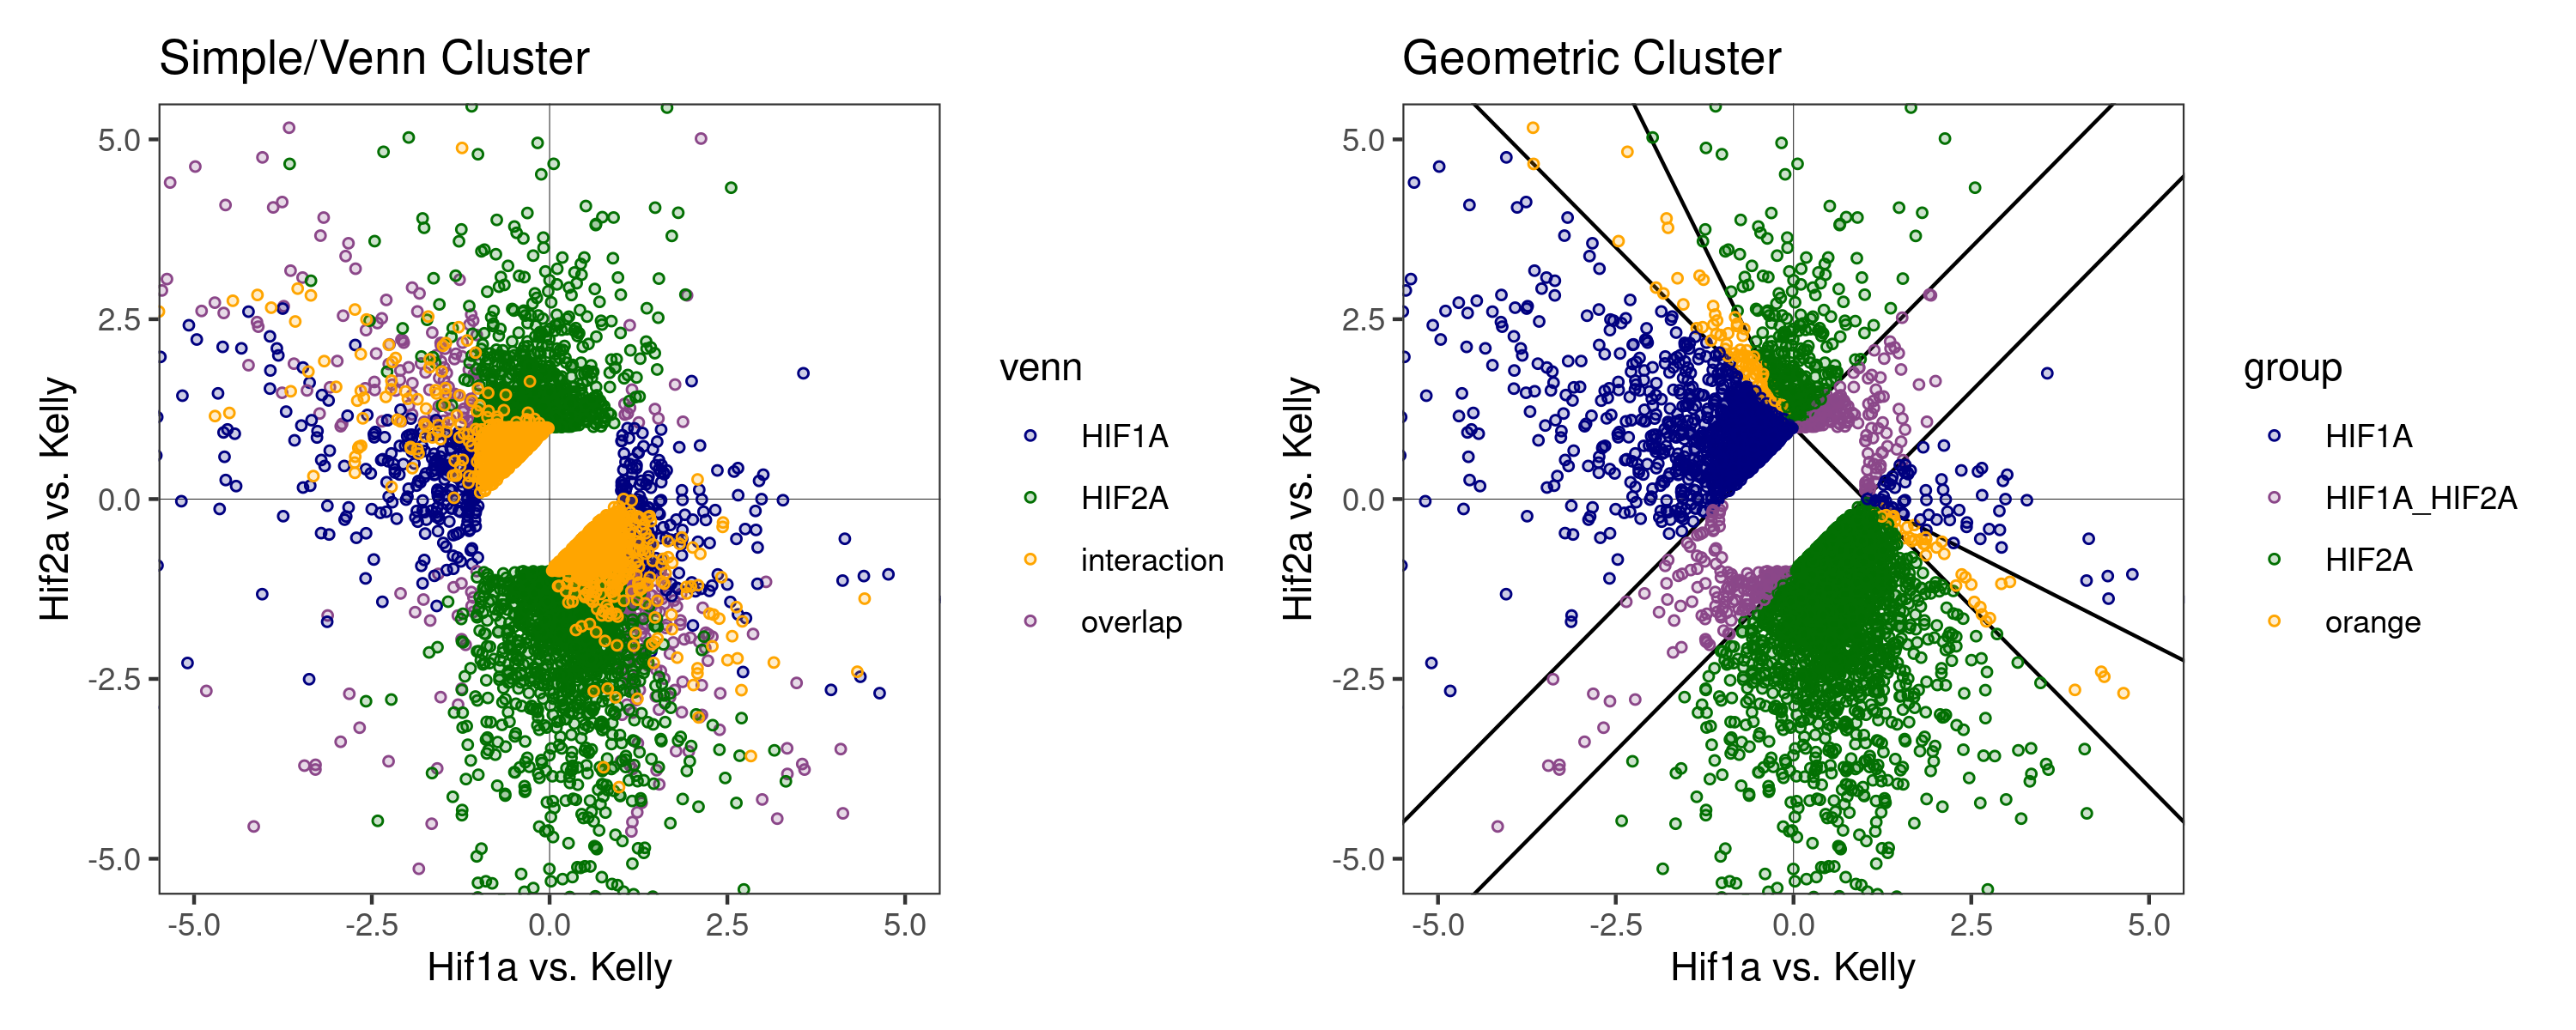 Simple/Venn Cluster
5.0
2.5
0.0
-2.5
-5.0
-5.0
-2.5
0.0
2.5
5.0
Hif1a vs. Kelly
Hif2a vs. Kelly
venn
HIF1A
HIF2A
interaction
overlap
Geometric Cluster
5.0
2.5
0.0
-2.5
-5.0
-5.0
-2.5
0.0
2.5
5.0
Hif1a vs. Kelly
Hif2a vs. Kelly
group
HIF1A
HIF1A_HIF2A
HIF2A
orange